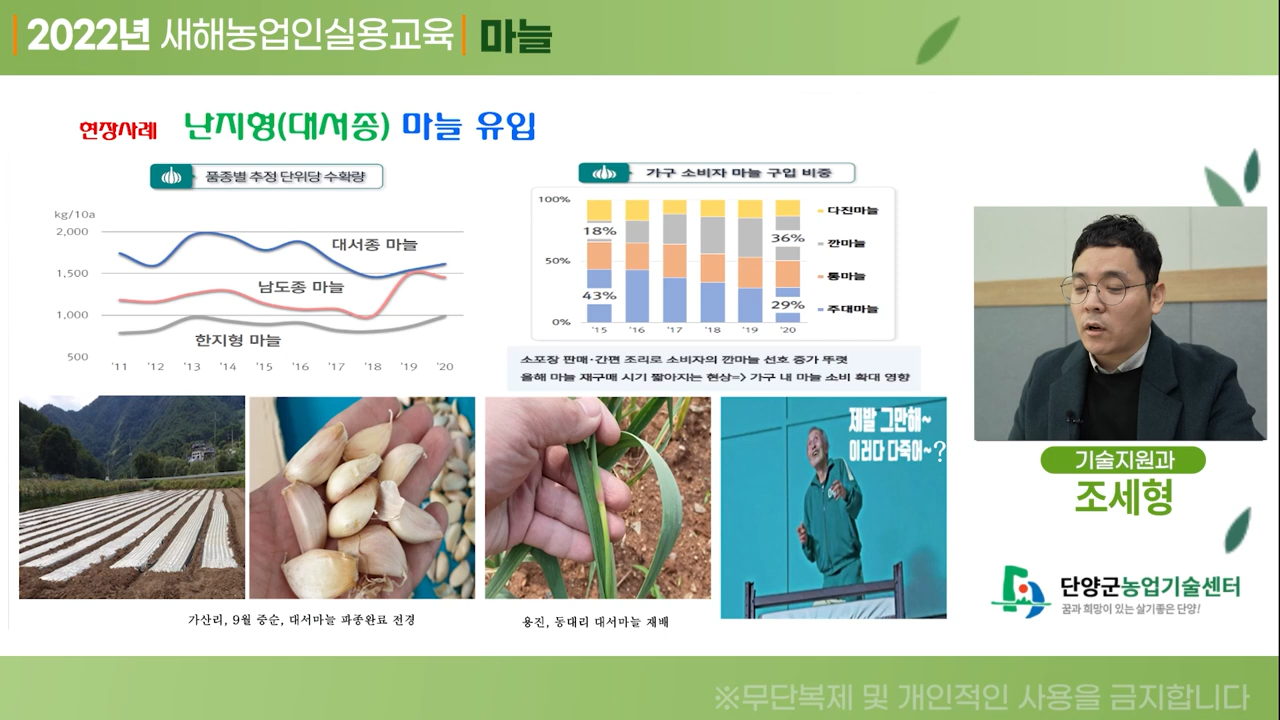 2022년 새해농업인실용교육 마늘
현장사례 난지형(대서종) 마늘 유입
품종별 추정 단위당 수확량
kg/10a
2,000
1,500
1,000
500
대서종 마늘
남도종 마늘
한지형 마늘
'11 '12 '13 '14 '15 '16 '17 '18 '19 '20
가구 소비자 마늘 구입 비중
100%
50%
0%
18%
43%
36%
29%
'15 '16 '17 '18 '19 '20
다진마늘
깐마늘
통마늘
주대마늘
소포장 판매·간편 조리로 소비자의 깐마늘 선호 증가 뚜렷
올해 마늘 재구매 시기 짧아지는 현상=> 가구 내 마늘 소비 확대 영향
제발 그만해~
이러다 다죽어~?
가산리, 9월 중순, 대서마늘 파종완료 전경
용진, 동대리 대서마늘 재배
기술지원과
조세형
단양군농업기술센터
꿈과 희망이 있는 살기좋은 단양!
※무단복제 및 개인적인 사용을 금지합니다